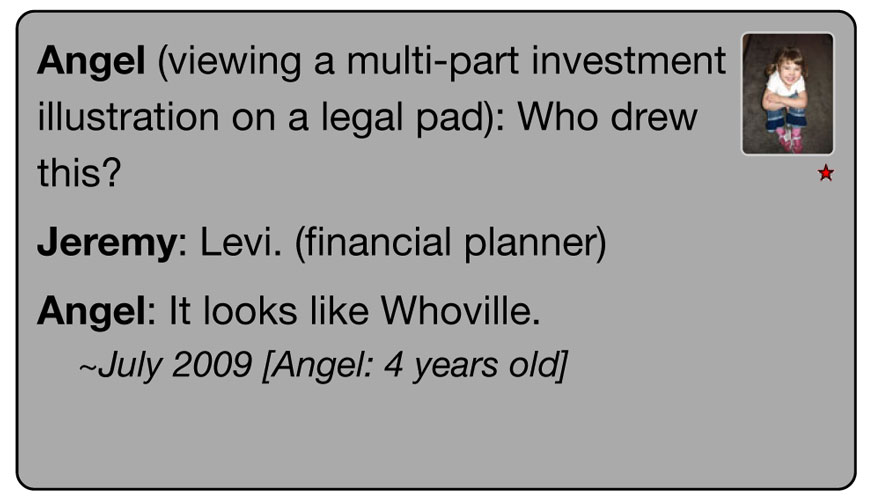 Angel (viewing a multi-part investment
illustration on a legal pad): Who drew
this?
Jeremy: Levi. (financial planner)
Angel: It looks like Whoville.
~July 2009 [Angel: 4 years old]